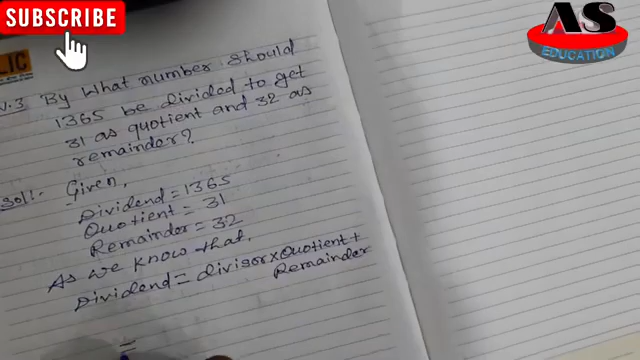 SUBSCRIBE
LIC
AS
EDUCATION
V.3 By What number should
1365 be divided to get
31 as quotient and 32 as
remainder?
Sol:- Given,
Dividend = 1365
Quotient = 31
Remainder = 32
As we know that,
Dividend = divisor × Quotient +
Remainder
=